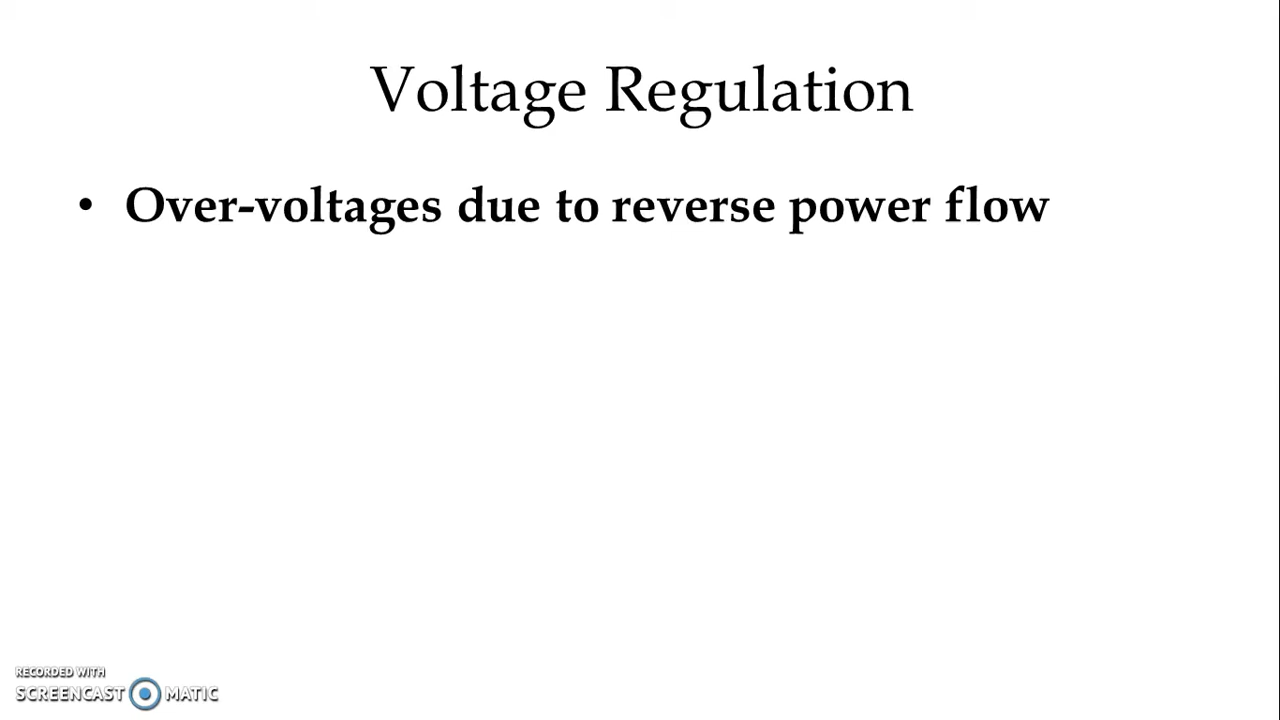 Voltage Regulation
• Over-voltages due to reverse power flow
RECORDED WITH
SCREENCAST MATIC